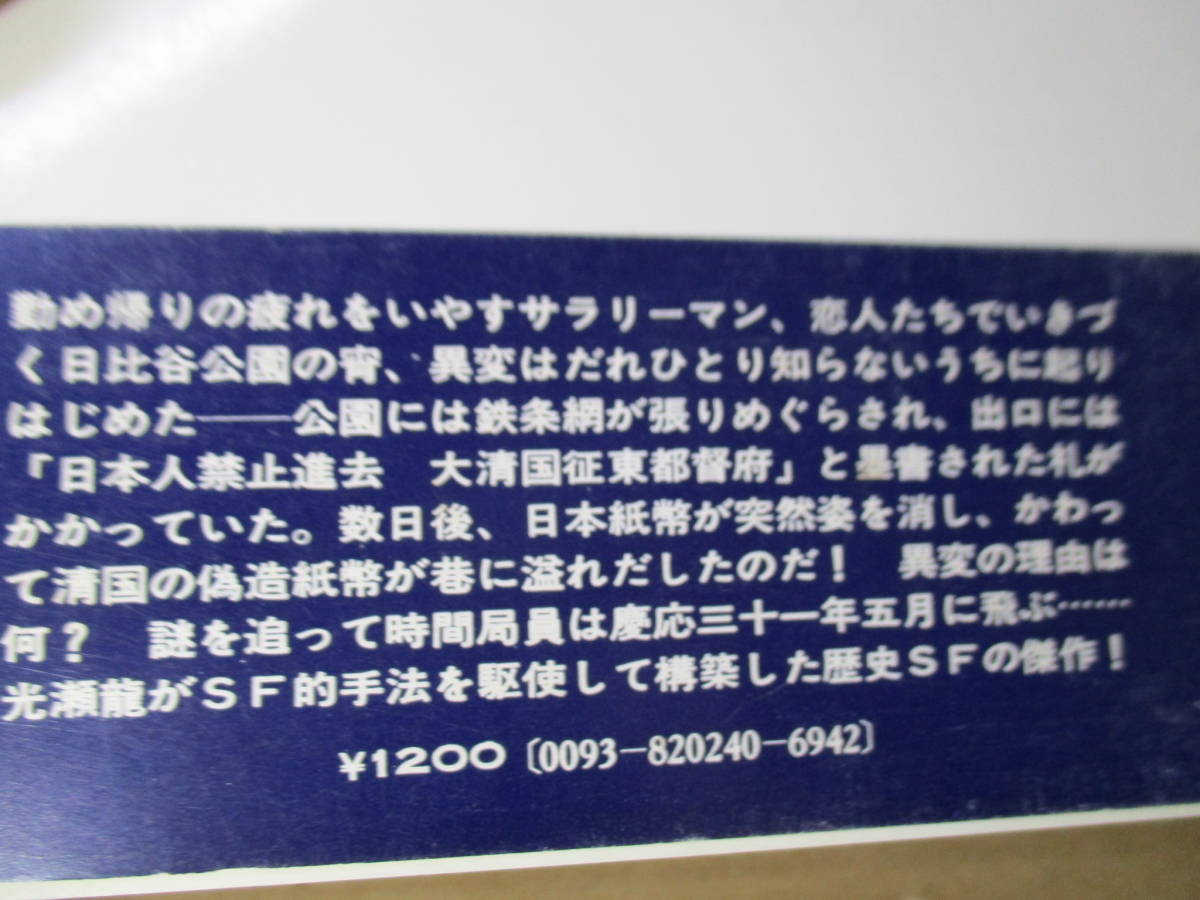 勤め帰りの疲れをいやすサラリーマン、恋人たちでいきづ
く日比谷公園の宵、異変はだれひとり知らないうちに起り
はじめた――公園には鉄条網が張りめぐらされ、出口には
「日本人禁止進去　大清国征東都督府」と墨書された札が
かかっていた。数日後、日本紙幣が突然姿を消し、かわっ
て清国の偽造紙幣が巷に溢れだしたのだ！　異変の理由は
何？　謎を追って時間局員は慶応三十一年五月に飛ぶ……
光瀬龍がＳＦ的手法を駆使して構築した歴史ＳＦの傑作！
¥1200〔0093-820240-6942〕